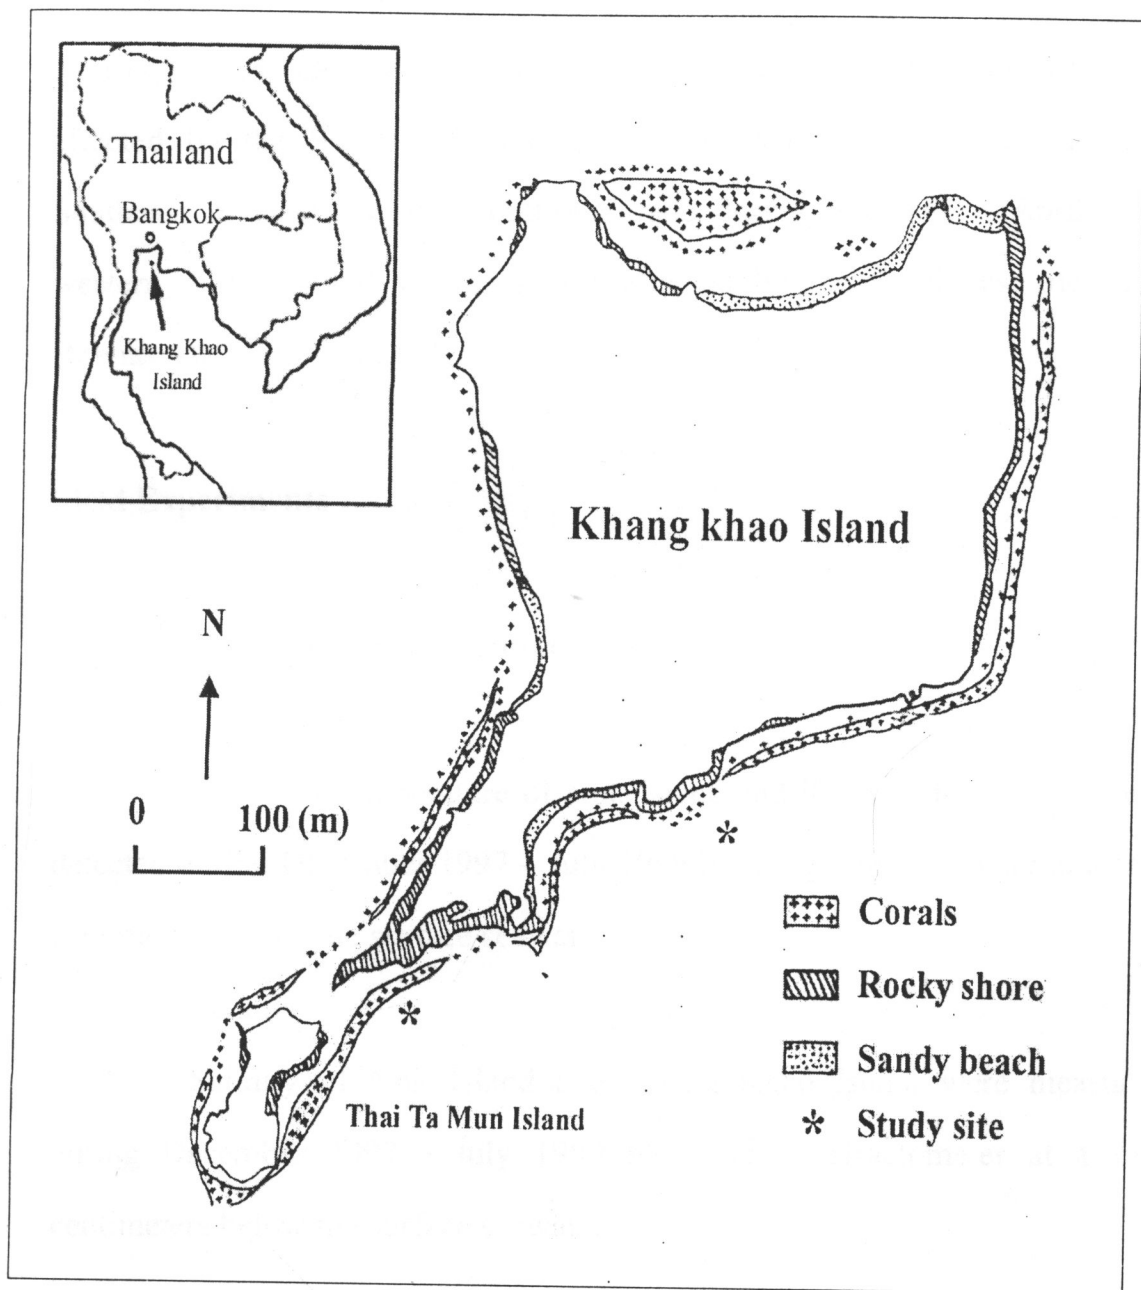 Thailand
Bangkok
Khang Khao
Island
Khang khao Island
N
0 100 (m)
Corals
Rocky shore
Sandy beach
* Study site
Thai Ta Mun Island